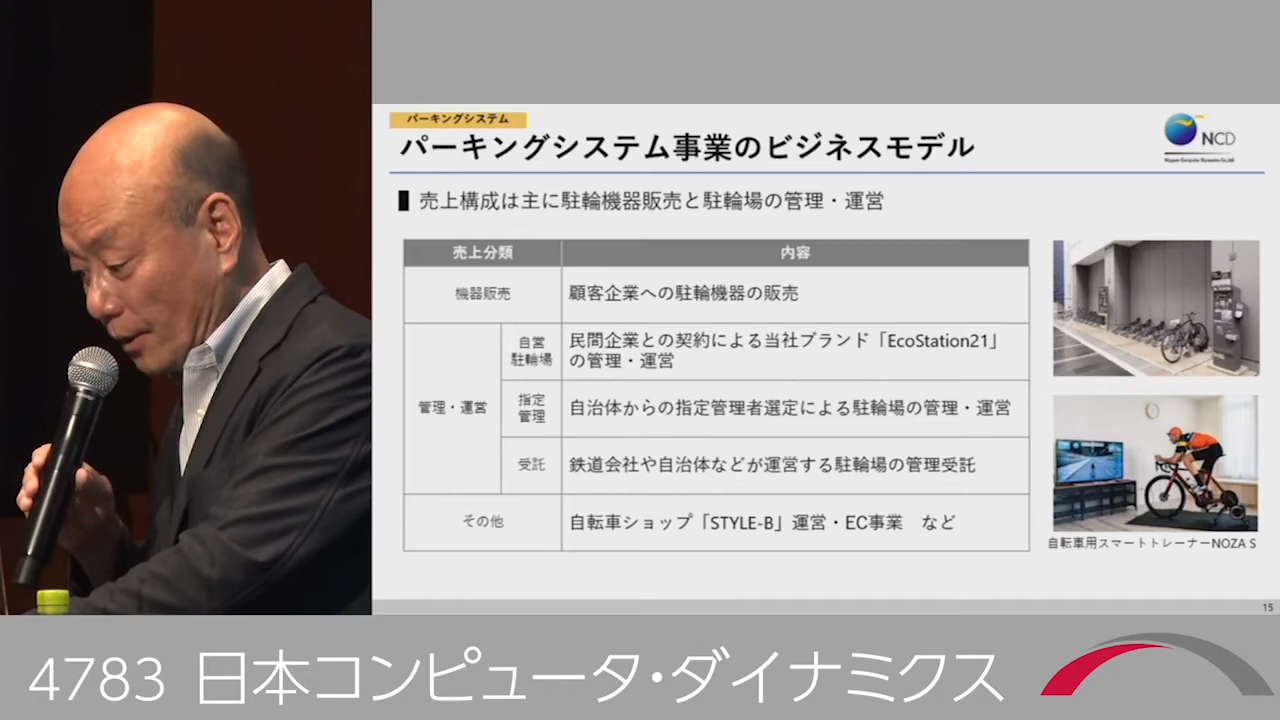 パーキングシステム
パーキングシステム事業のビジネスモデル
NCD
Nippon Computer Dynamics Co.,Ltd.
売上構成は主に駐輪機器販売と駐輪場の管理・運営
売上分類 内容
機器販売 顧客企業への駐輪機器の販売
管理・運営
自営
駐輪場
民間企業との契約による当社ブランド「EcoStation21」
の管理・運営
指定
管理
自治体からの指定管理者選定による駐輪場の管理・運営
受託 鉄道会社や自治体などが運営する駐輪場の管理受託
その他 自転車ショップ「STYLE-B」運営・EC事業 など
自転車用スマートトレーナーNOZA S
15
4783 日本コンピュータ・ダイナミクス